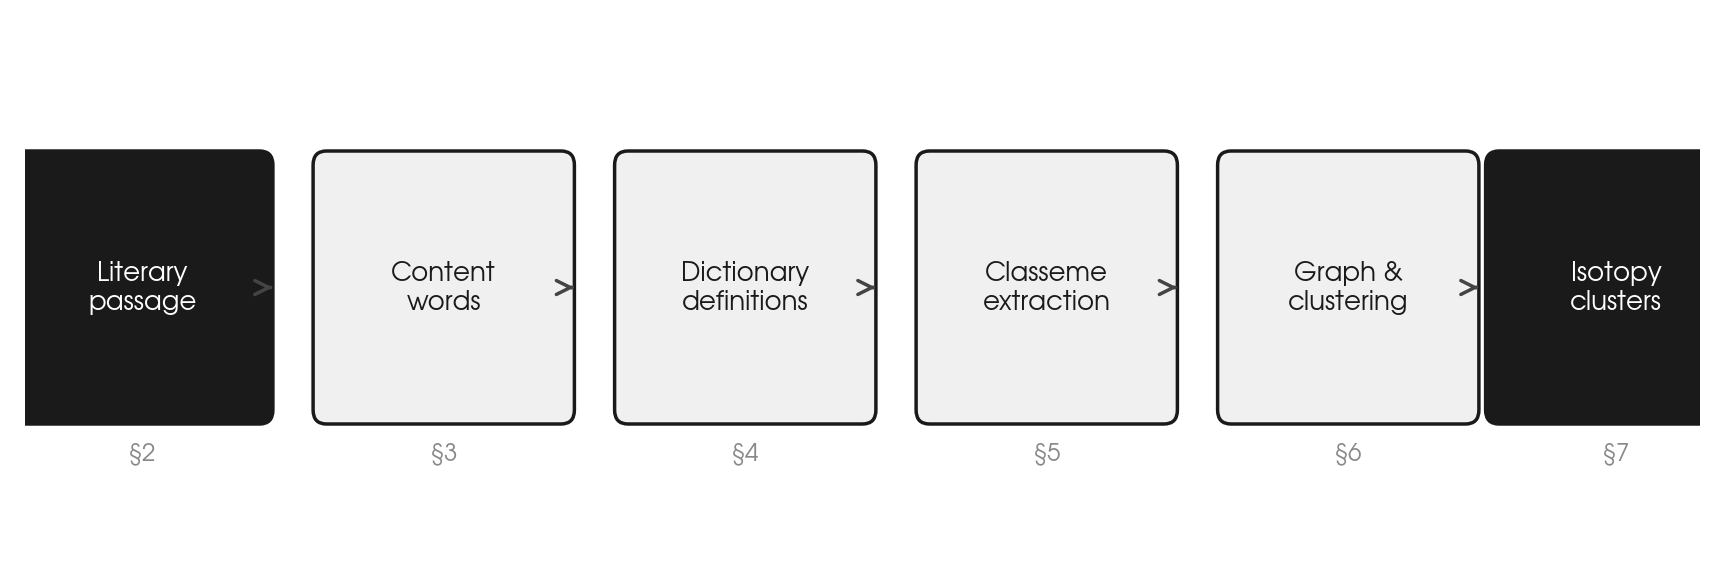 Literary
passage
Content
words
Dictionary
definitions
Classeme
extraction
Graph &
clustering
Isotopy
clusters
§2
§3
§4
§5
§6
§7